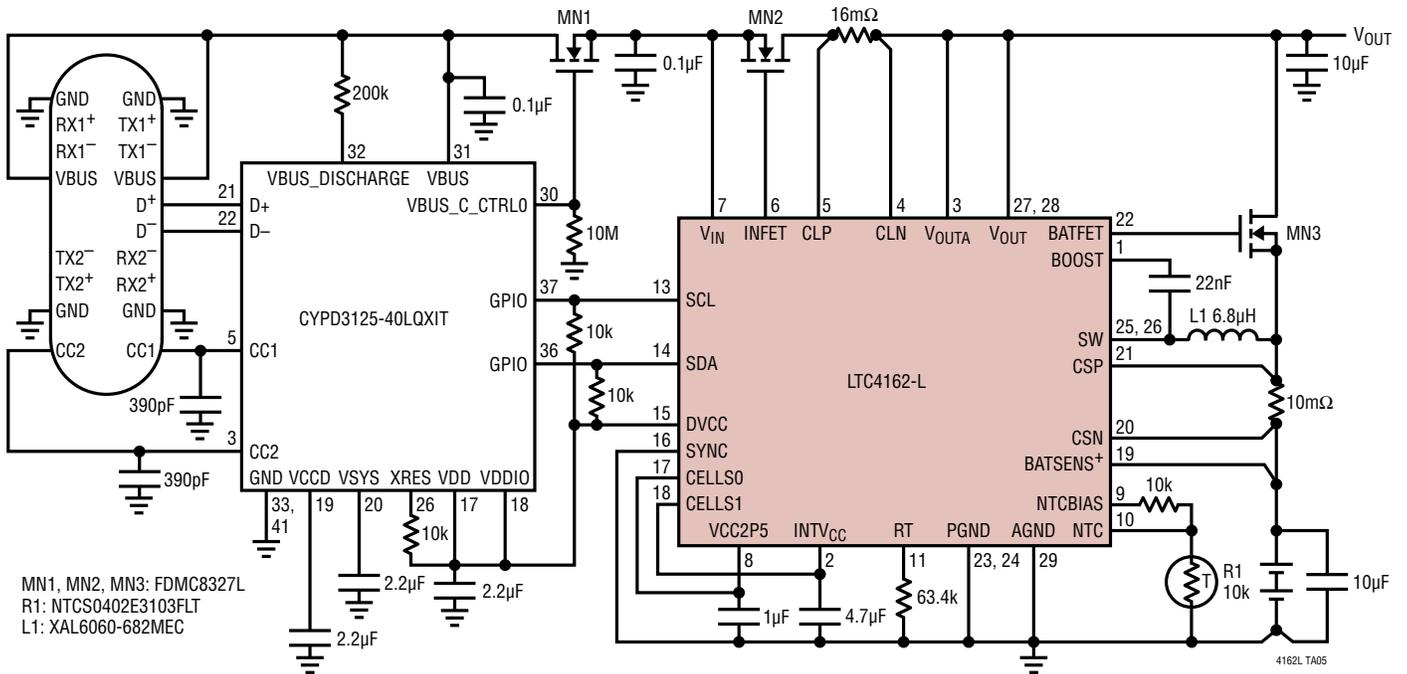 MN1
MN2
16mΩ
VOUT
0.1µF
10µF
200k
0.1µF
GND
GND
RX1+
TX1+
RX1–
TX1–
VBUS
VBUS
D+
D–
TX2–
RX2–
TX2+
RX2+
GND
GND
CC2
CC1
390pF
390pF
32
31
VBUS_DISCHARGE
VBUS
21
D+
22
D–
30
VBUS_C_CTRL0
10M
37
GPIO
CYPD3125-40LQXIT
10k
36
GPIO
10k
5
CC1
3
CC2
GND
VCCD
VSYS
XRES
VDD
VDDIO
33, 41
19
20
26
17
18
10k
2.2µF
2.2µF
2.2µF
7
6
5
4
3
27, 28
VIN
INFET
CLP
CLN
VOUTA
VOUT
BATFET
22
MN3
BOOST
1
22nF
13
SCL
SW
25, 26
L1 6.8µH
14
SDA
CSP
21
LTC4162-L
10mΩ
15
DVCC
16
SYNC
CSN
20
17
CELLS0
BATSENS+
19
18
CELLS1
NTCBIAS
9
10k
NTC
10
VCC2P5
INTVCC
RT
PGND
AGND
8
2
11
23, 24
29
1µF
4.7µF
63.4k
T
R1
10k
10µF
MN1, MN2, MN3: FDMC8327L
R1: NTCS0402E3103FLT
L1: XAL6060-682MEC
4162L TA05